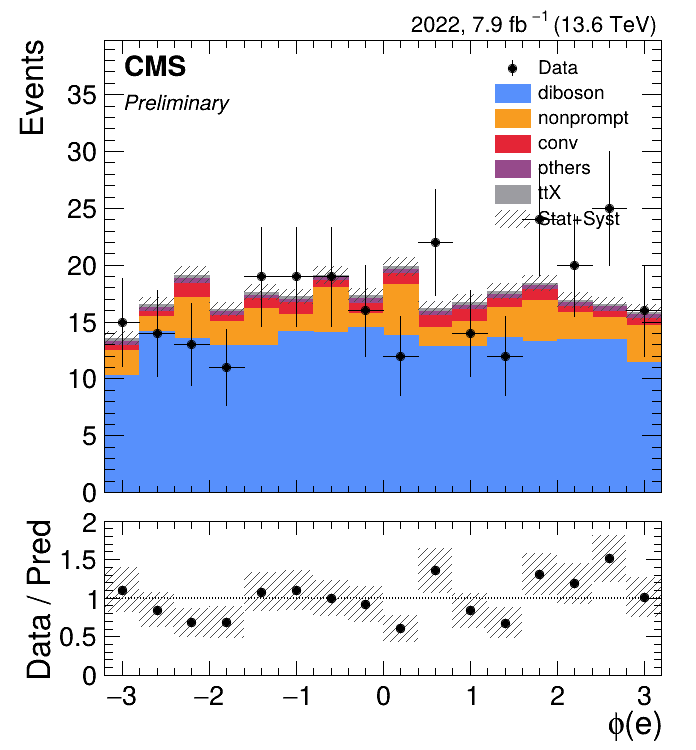 2022, 7.9 fb⁻¹ (13.6 TeV)
CMS
Preliminary
Events
35
30
25
20
15
10
5
0
Data
diboson
nonprompt
conv
pthers
ttX
Stat+Syst
Data / Pred
2
1.5
1
0.5
0
−3 −2 −1 0 1 2 3
ϕ(e)